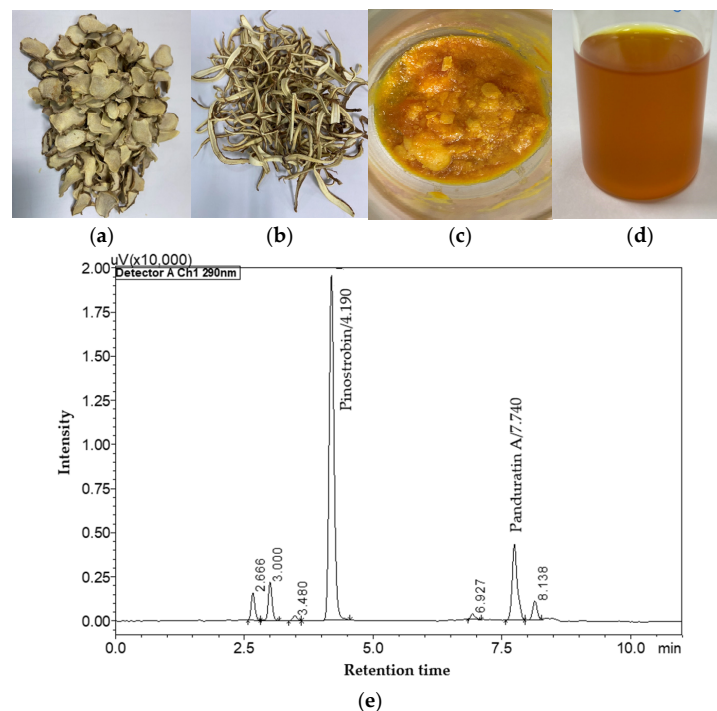 (a) (b) (c) (d)
uV(x10,000)
Detector A Ch1 290nm
2.00
1.75
1.50
1.25
1.00
0.75
0.50
0.25
0.00
Intensity
2.666
3.000
3.480
Pinostrobin/4.190
6.927
Panduratin A/7.740
8.138
0.0 2.5 5.0 7.5 10.0 min
Retention time
(e)